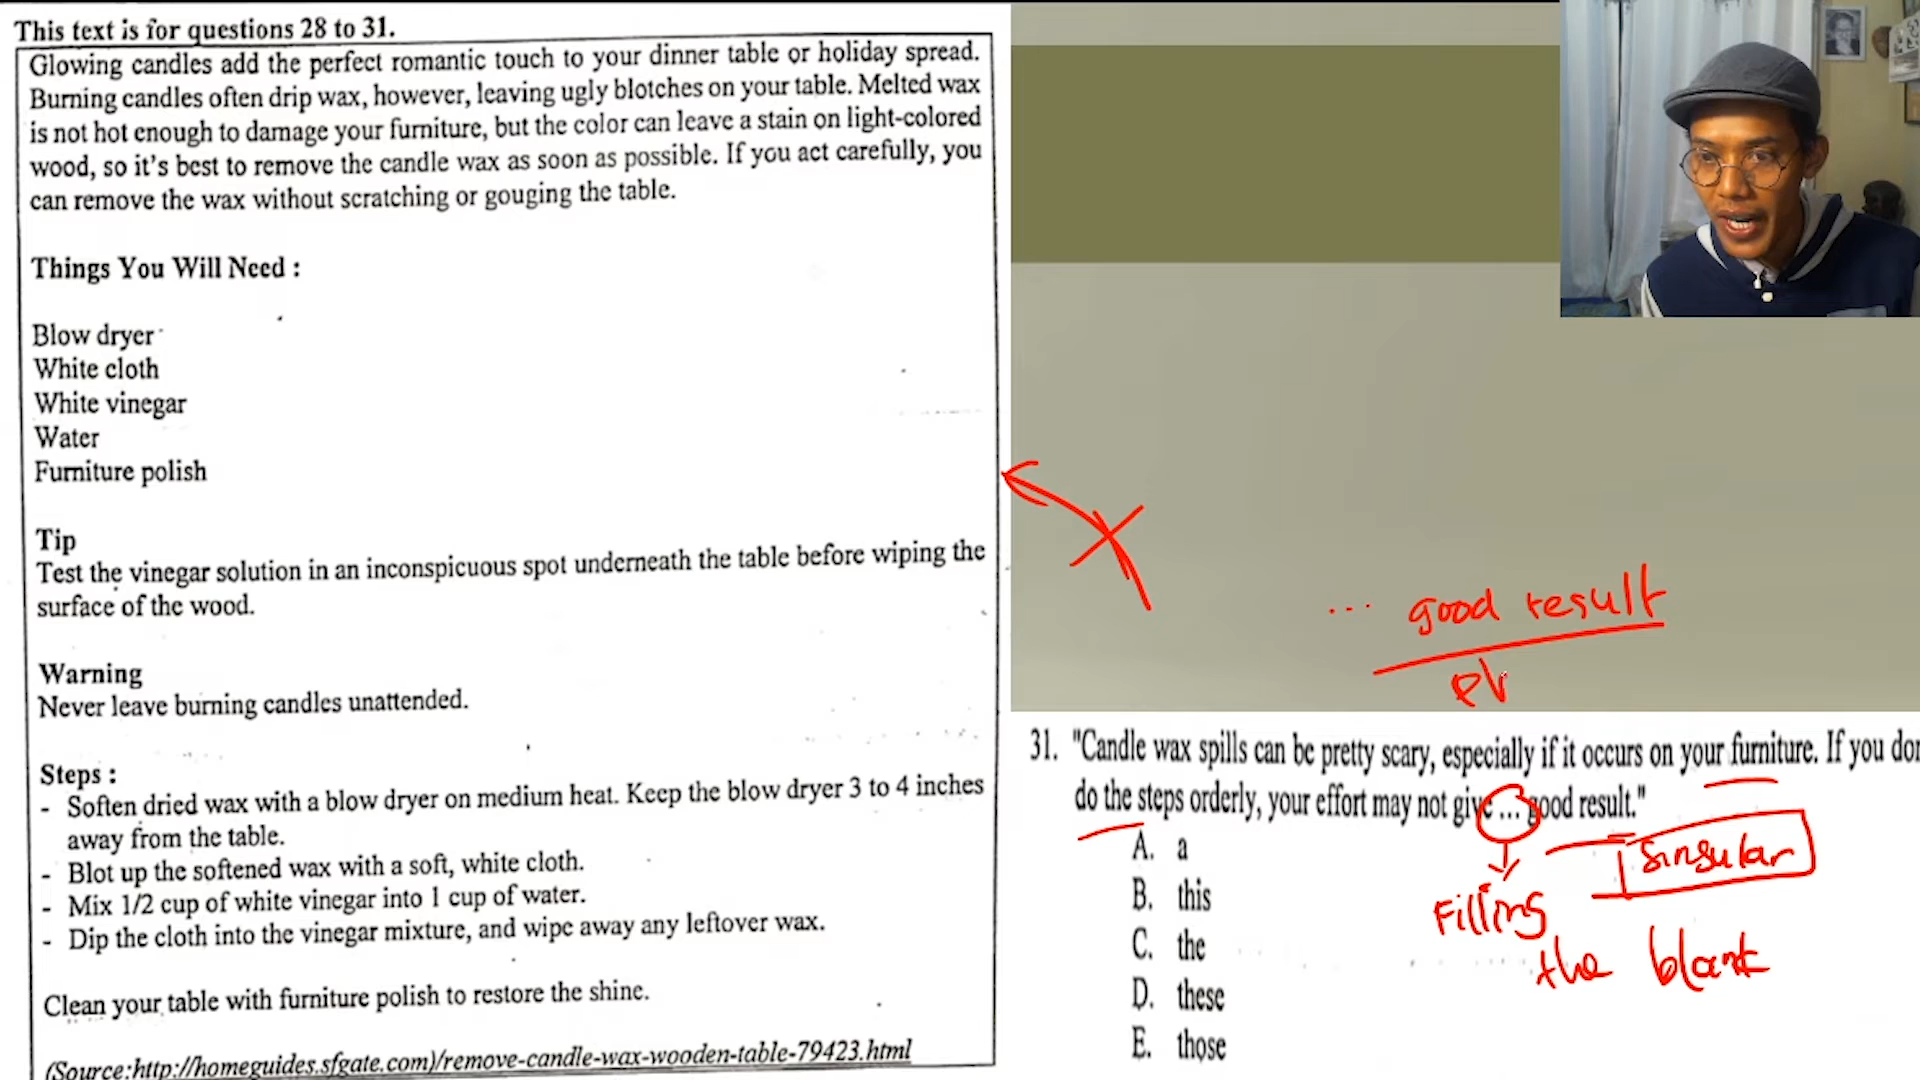 This text is for questions 28 to 31.
Glowing candles add the perfect romantic touch to your dinner table or holiday spread.
Burning candles often drip wax, however, leaving ugly blotches on your table. Melted wax
is not hot enough to damage your furniture, but the color can leave a stain on light-colored
wood, so it's best to remove the candle wax as soon as possible. If you act carefully, you
can remove the wax without scratching or gouging the table.
Things You Will Need :
Blow dryer
White cloth
White vinegar
Water
Furniture polish
Tip
Test the vinegar solution in an inconspicuous spot underneath the table before wiping the
surface of the wood.
Warning
Never leave burning candles unattended.
Steps :
- Soften dried wax with a blow dryer on medium heat. Keep the blow dryer 3 to 4 inches
away from the table.
- Blot up the softened wax with a soft, white cloth.
- Mix 1/2 cup of white vinegar into 1 cup of water.
- Dip the cloth into the vinegar mixture, and wipe away any leftover wax.
Clean your table with furniture polish to restore the shine.
(Source:http://homeguides.sfgate.com)/remove-candle-wax-wooden-table-79423.html
... good result
31. "Candle wax spills can be pretty scary, especially if it occurs on your furniture. If you don
do the steps orderly, your effort may not give ... good result."
A. a
B. this
C. the
D. these
E. those
Singular
Filling
the blank